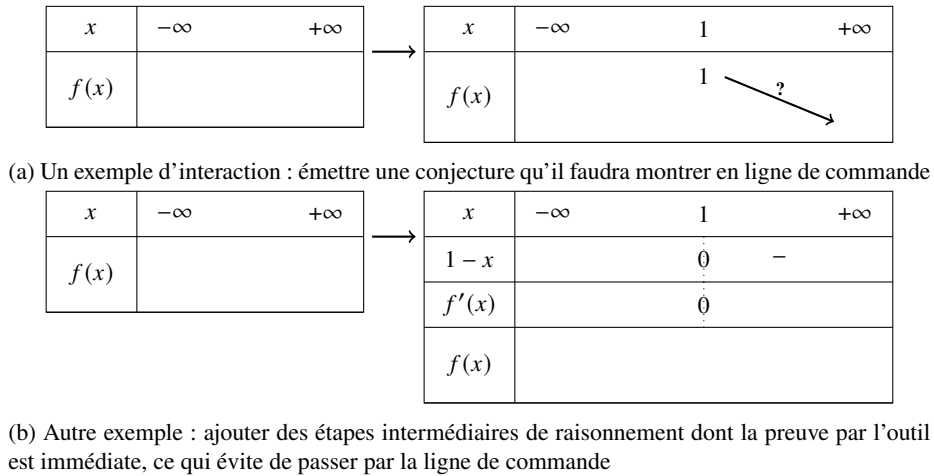 x −∞ +∞ x −∞ 1 +∞
f(x) f(x) 1 ?
(a) Un exemple d'interaction : émettre une conjecture qu'il faudra montrer en ligne de commande
x −∞ +∞ x −∞ 1 +∞
f(x) 1 − x 0 −
f′(x) 0
f(x)
(b) Autre exemple : ajouter des étapes intermédiaires de raisonnement dont la preuve par l'outil
est immédiate, ce qui évite de passer par la ligne de commande